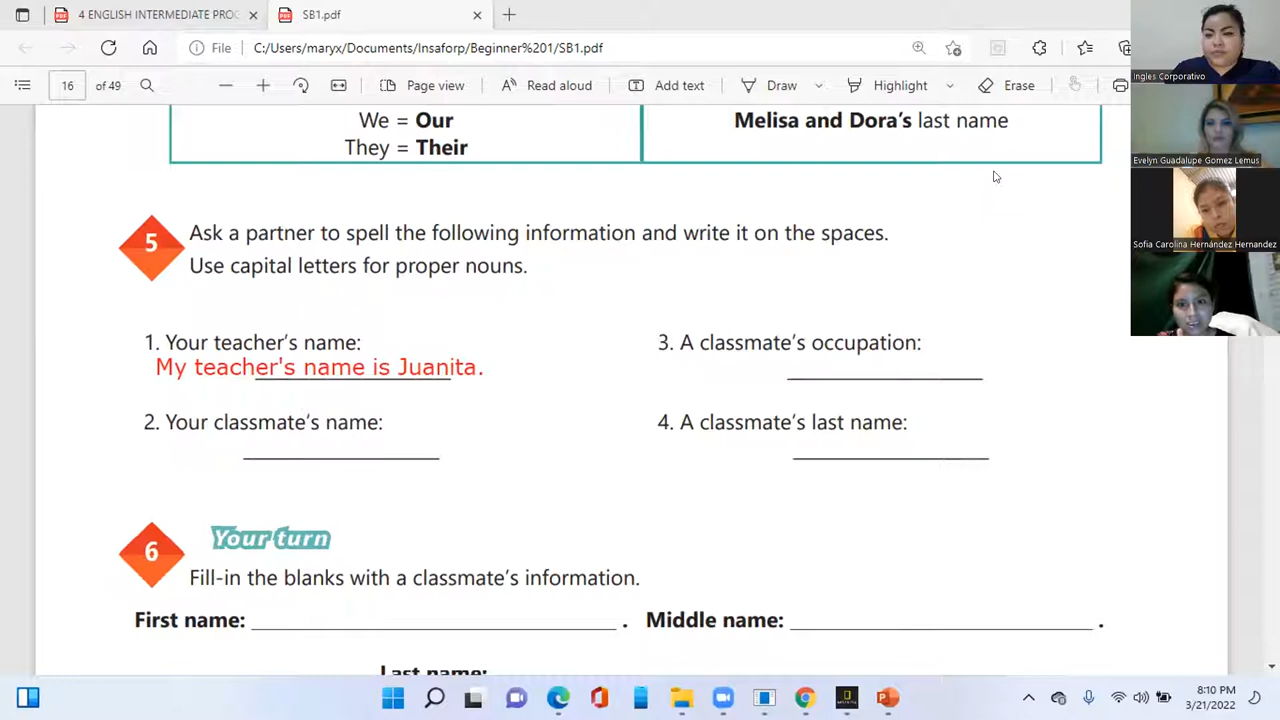 4 ENGLISH INTERMEDIATE PROG
SB1.pdf
File
C:/Users/maryx/Documents/Insaforp/Beginner%201/SB1.pdf
16 of 49
Page view
Read aloud
Add text
Draw
Highlight
Erase
Ingles Corporativo
Evelyn Guadalupe Gomez Lemus
Sofia Carolina Hernández Hernandez
We = Our
They = Their
Melisa and Dora's last name
5
Ask a partner to spell the following information and write it on the spaces.
Use capital letters for proper nouns.
1. Your teacher's name:
My teacher's name is Juanita.
2. Your classmate's name:
3. A classmate's occupation:
4. A classmate's last name:
6
Your turn
Fill-in the blanks with a classmate's information.
First name: .
Middle name: .
Last name:
8:10 PM
3/21/2022